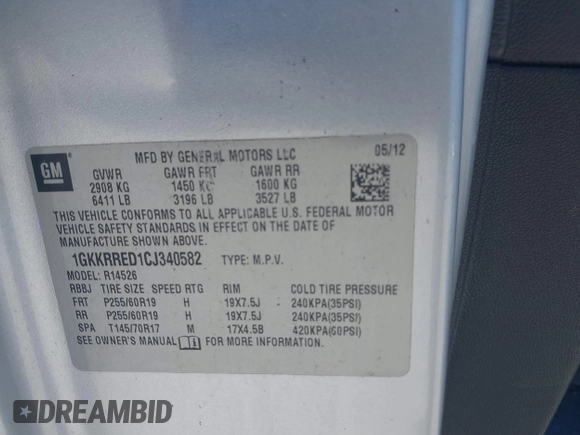 GM
MFD BY GENERAL MOTORS LLC 05/12
GVWR GAWR FRT GAWR RR
2908 KG 1450 KG 1600 KG
6411 LB 3196 LB 3527 LB
THIS VEHICLE CONFORMS TO ALL APPLICABLE U.S. FEDERAL MOTOR
VEHICLE SAFETY STANDARDS IN EFFECT ON THE DATE OF
MANUFACTURE SHOWN ABOVE.
1GKKRRED1CJ340582 TYPE: M.P.V.
MODEL: R14526
RBBJ TIRE SIZE SPEED RTG RIM COLD TIRE PRESSURE
FRT P255/60R19 H 19X7.5J 240KPA(35PSI)
RR P255/60R19 H 19X7.5J 240KPA(35PSI)
SPA T145/70R17 M 17X4.5B 420KPA(60PSI)
SEE OWNER'S MANUAL FOR MORE INFORMATION.
DREAMBID